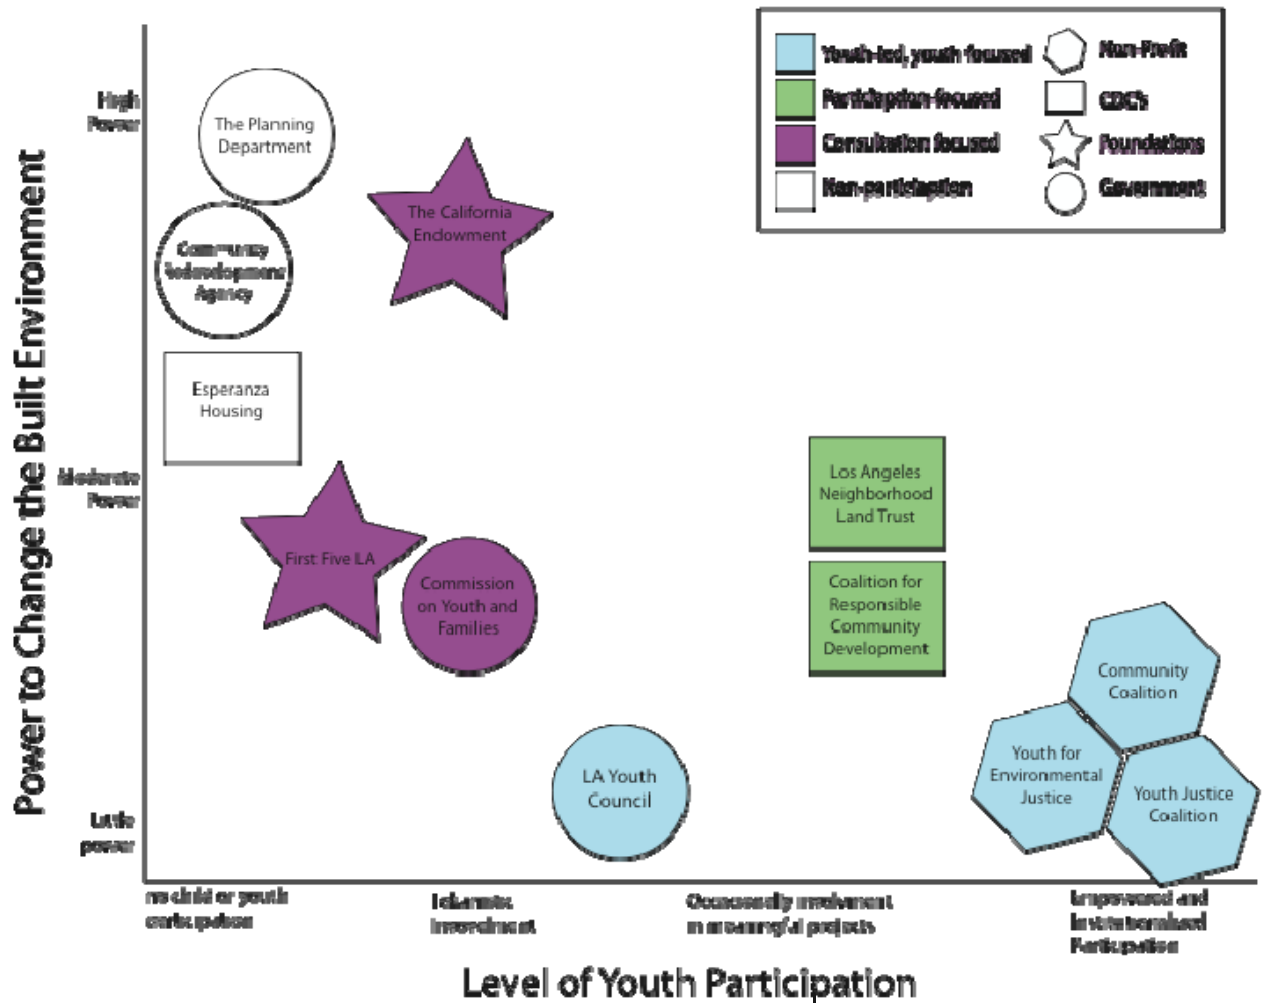 Power to Change the Built Environment
High
Power
Moderate
Power
Little
power
The Planning
Department
Community
Redevelopment
Agency
Esperanza
Housing
The California
Endowment
First Five LA
Commission
on Youth and
Families
LA Youth
Council
Los Angeles
Neighborhood
Land Trust
Coalition for
Responsible
Community
Development
Community
Coalition
Youth for
Environmental
Justice
Youth Justice
Coalition
Youth-led, youth focused
Participation-focused
Consultation focused
Non-participation
Non-Profit
CDC's
Foundations
Government
no child or youth
participation
Involvement
Occasionally involvement
in meaningful projects
Empowered and
Participation
Level of Youth Participation